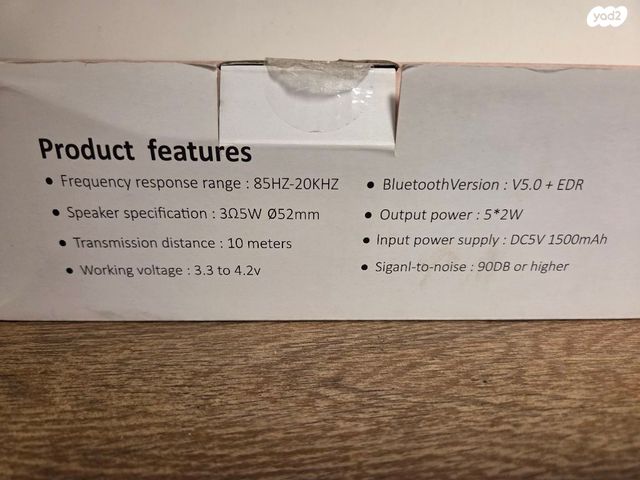 yad2
Product features
• Frequency response range : 85HZ-20KHZ
• Speaker specification : 3Ω5W Ø52mm
• Transmission distance : 10 meters
• Working voltage : 3.3 to 4.2v
• BluetoothVersion : V5.0 + EDR
• Output power : 5*2W
• Input power supply : DC5V 1500mAh
• Siganl-to-noise : 90DB or higher